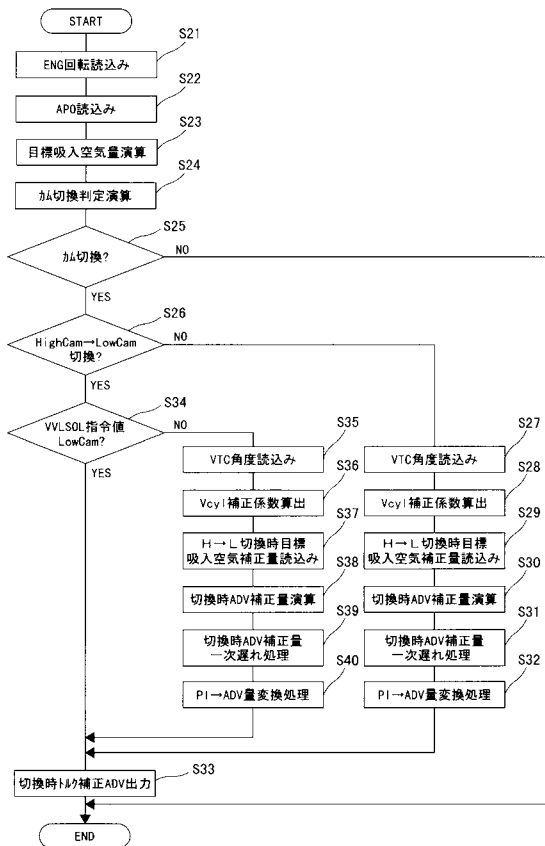 START
S21
ENG回転読込み
S22
APO読込み
S23
目標吸入空気量演算
S24
カム切換判定演算
S25
カム切換?
NO
YES
S26
HighCam→LowCam
切換?
NO
YES
S34
VVLSOL指令値
LowCam?
NO
YES
S35
VTC角度読込み
S36
Vcyl補正係数算出
S37
H→L切換時目標
吸入空気補正量読込み
S38
切換時ADV補正量演算
S39
切換時ADV補正量
一次遅れ処理
S40
PI→ADV量変換処理
S27
VTC角度読込み
S28
Vcyl補正係数算出
S29
H→L切換時目標
吸入空気補正量読込み
S30
切換時ADV補正量演算
S31
切換時ADV補正量
一次遅れ処理
S32
PI→ADV量変換処理
S33
切換時トルク補正ADV出力
END